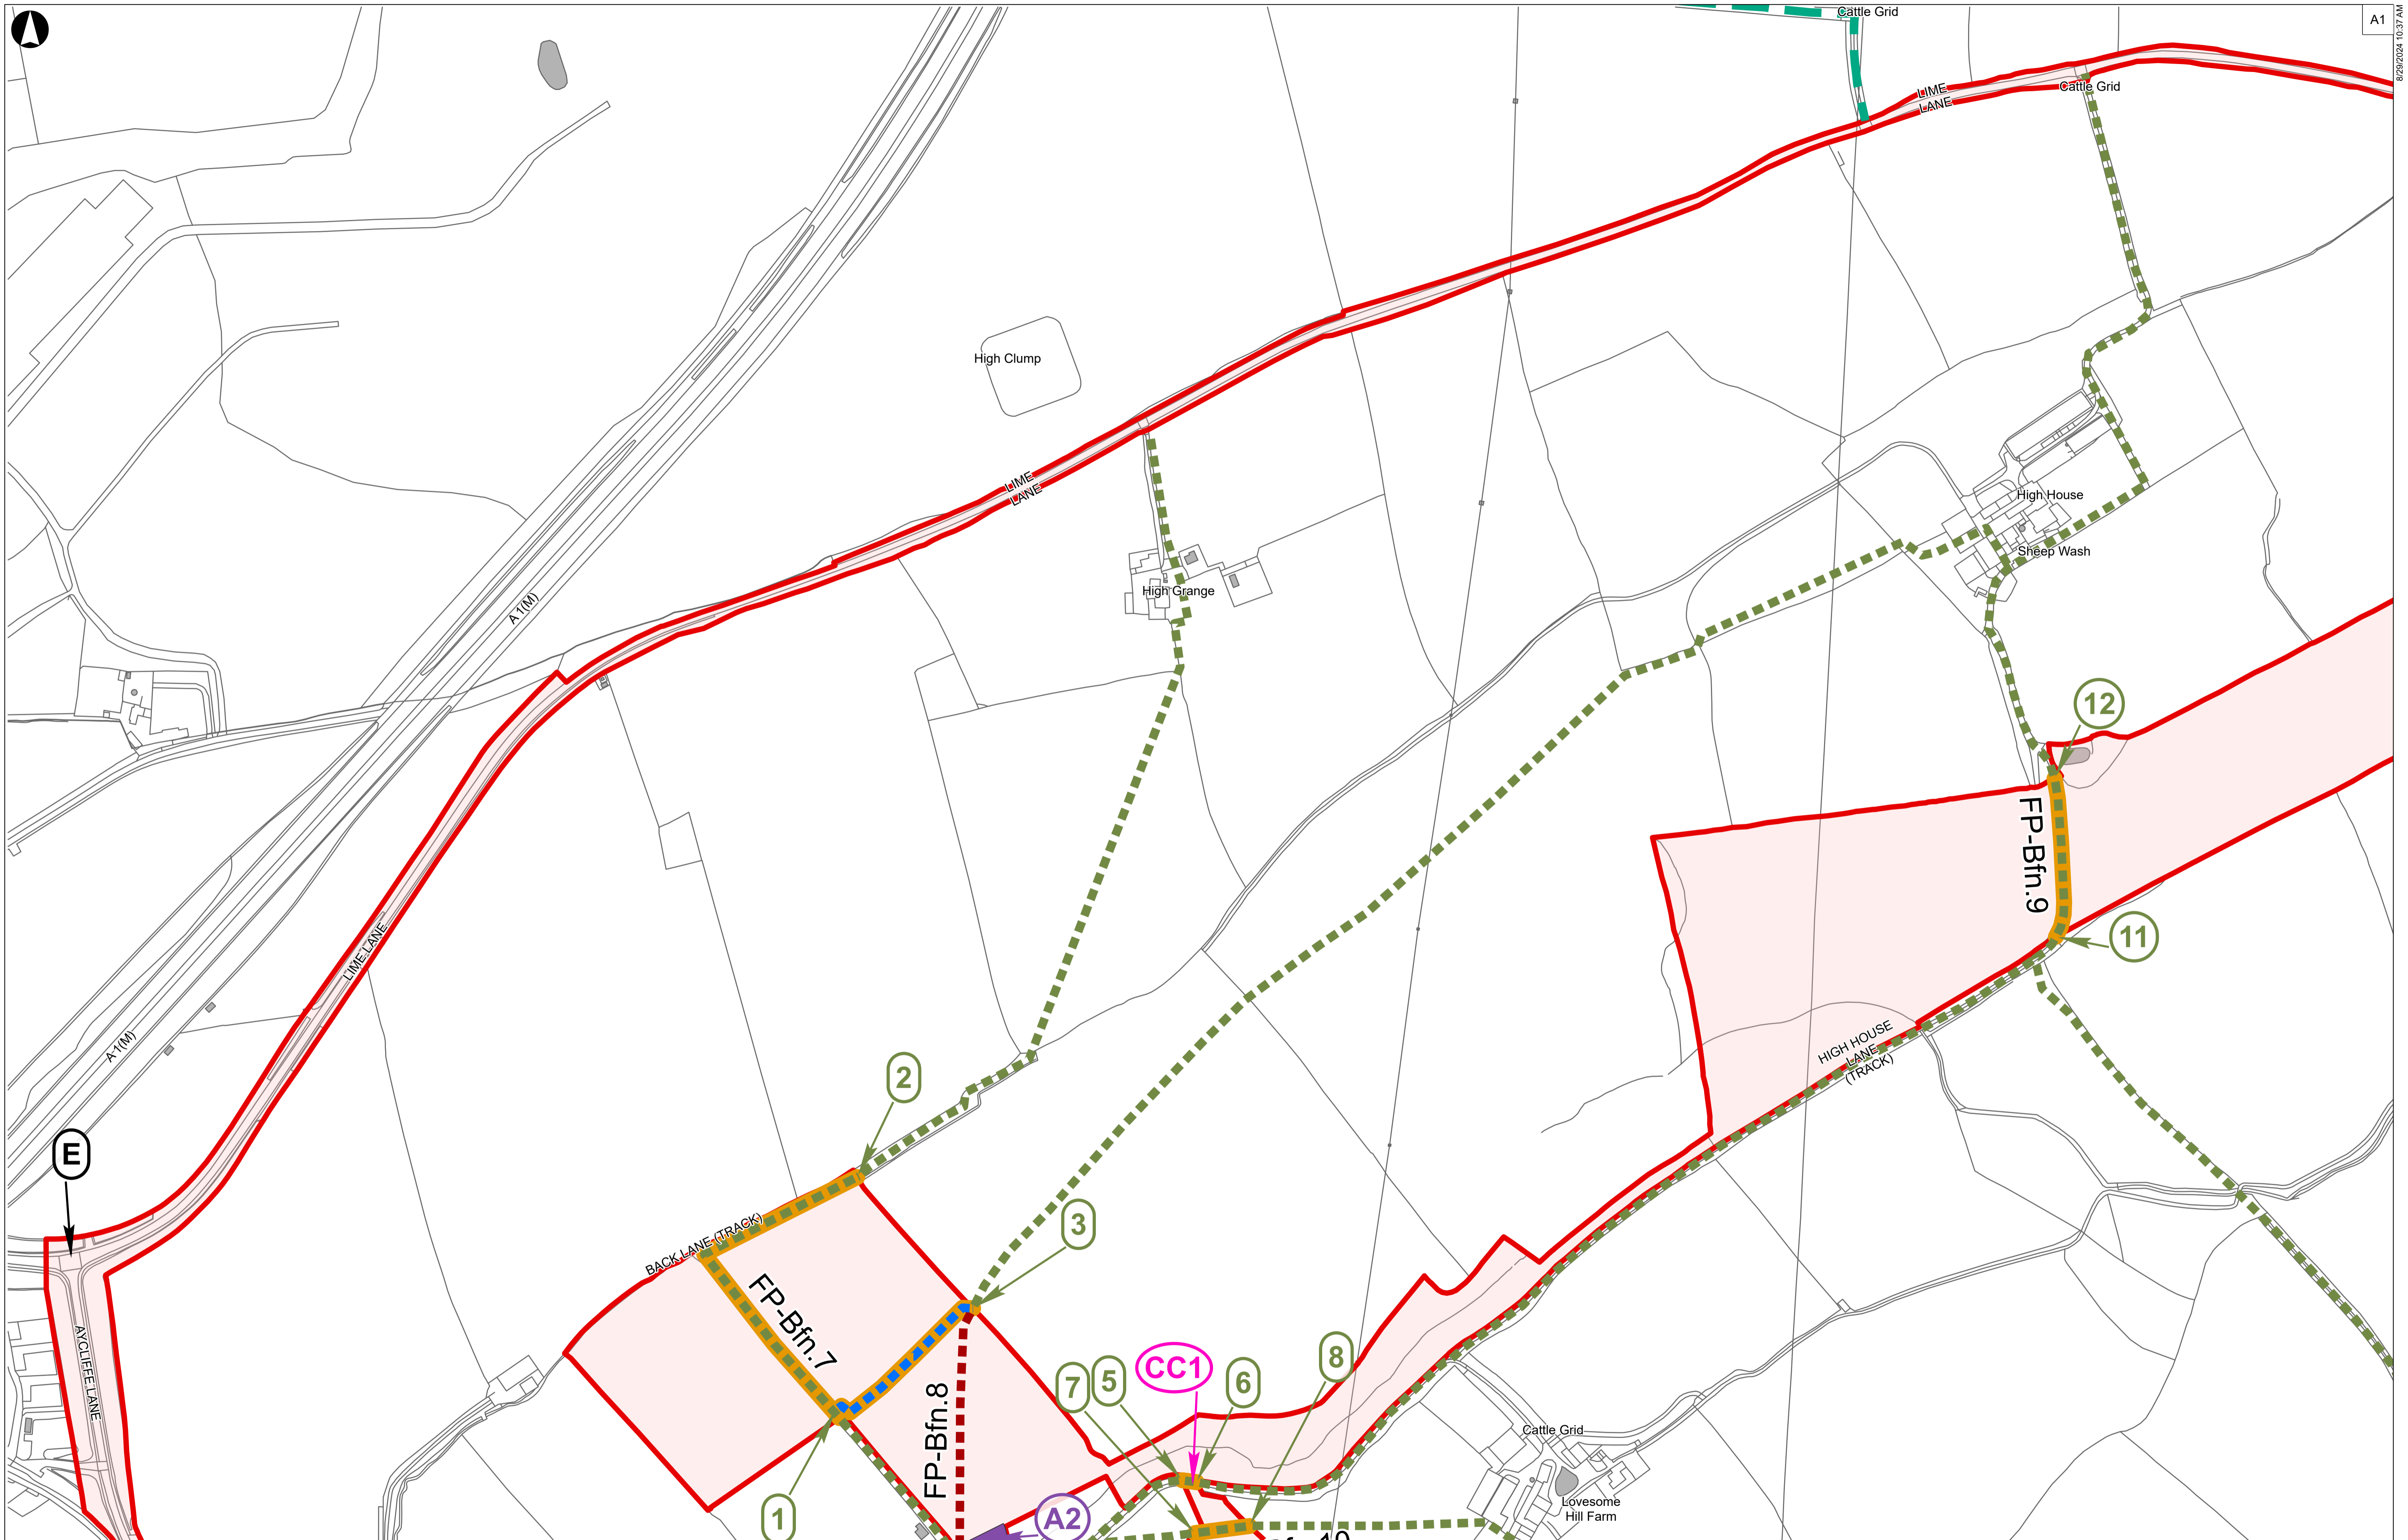 Cattle Grid
A1
8/29/2024 10:37 AM
LIME
LANE
Cattle Grid
High Clump
LIME
LANE
High House
Sheep Wash
High Grange
A 1(M)
12
FP-Bfn.9
11
LIME LANE
A 1(M)
HIGH HOUSE
LANE
(TRACK)
2
E
3
BACK LANE (TRACK)
FP-Bfn.7
AYCLIFFE LANE
FP-Bfn.8
7
5
CC1
6
8
Cattle Grid
Lovesome
Hill Farm
1
A2